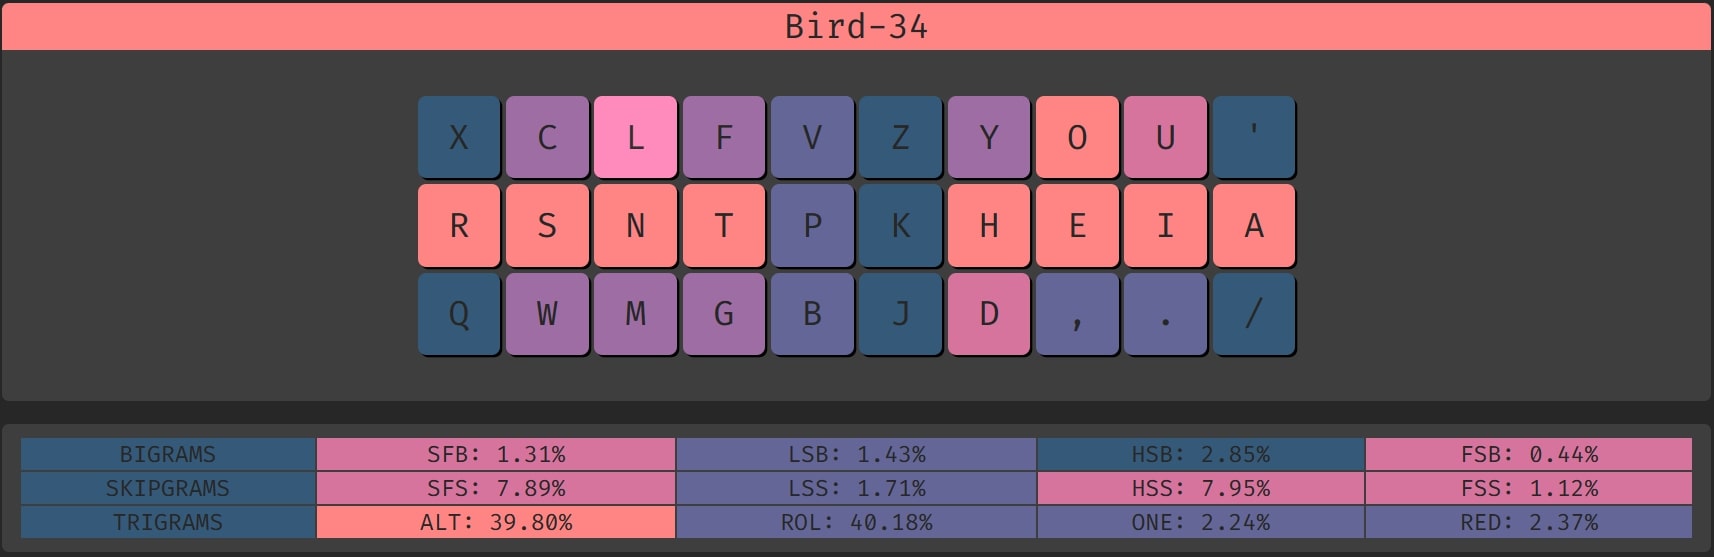 Bird-34
X C L F V Z Y O U '
R S N T P K H E I A
Q W M G B J D , . /
BIGRAMS SFB: 1.31% LSB: 1.43% HSB: 2.85% FSB: 0.44%
SKIPGRAMS SFS: 7.89% LSS: 1.71% HSS: 7.95% FSS: 1.12%
TRIGRAMS ALT: 39.80% ROL: 40.18% ONE: 2.24% RED: 2.37%